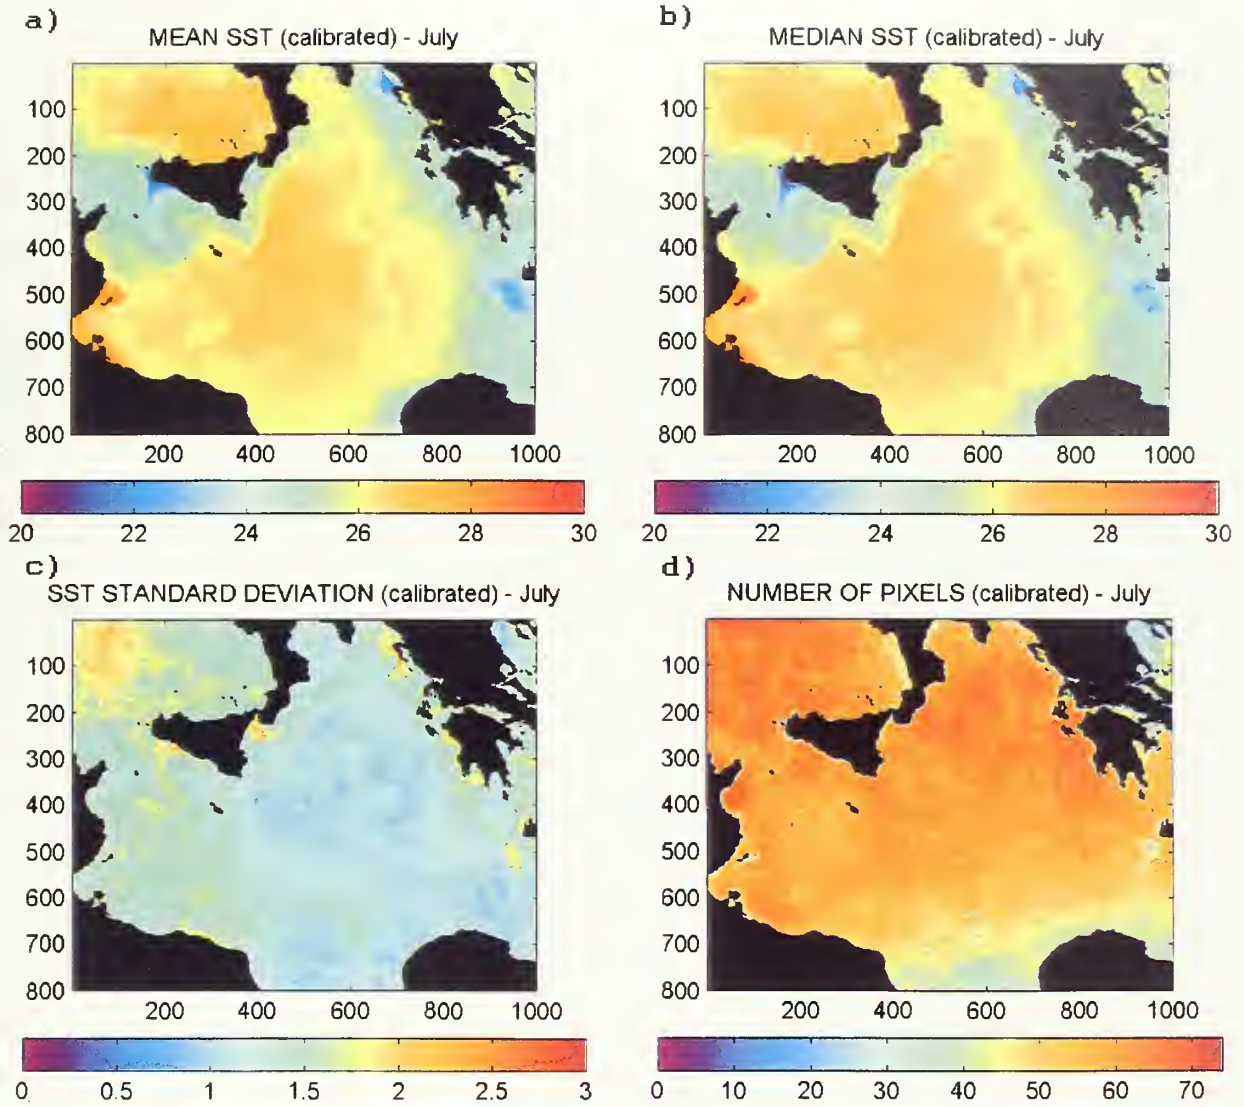 a)
MEAN SST (calibrated) - July
100
200
300
400
500
600
700
800
200 400 600 800 1000
20 22 24 26 28 30
b)
MEDIAN SST (calibrated) - July
100
200
300
400
500
600
700
800
200 400 600 800 1000
20 22 24 26 28 30
c)
SST STANDARD DEVIATION (calibrated) - July
100
200
300
400
500
600
700
800
200 400 600 800 1000
0 0.5 1 1.5 2 2.5 3
d)
NUMBER OF PIXELS (calibrated) - July
100
200
300
400
500
600
700
800
200 400 600 800 1000
0 10 20 30 40 50 60 70